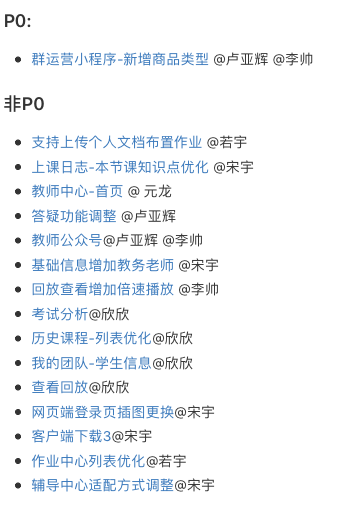 P0:
群运营小程序-新增商品类型 @卢亚辉 @李帅
非P0
支持上传个人文档布置作业 @若宇
上课日志-本节课知识点优化 @宋宇
教师中心-首页 @ 元龙
答疑功能调整 @卢亚辉
教师公众号@卢亚辉 @李帅
基础信息增加教务老师 @宋宇
回放查看增加倍速播放 @李帅
考试分析@欣欣
历史课程-列表优化@欣欣
我的团队-学生信息@欣欣
查看回放@欣欣
网页端登录页插图更换@宋宇
客户端下载3@宋宇
作业中心列表优化@若宇
辅导中心适配方式调整@宋宇